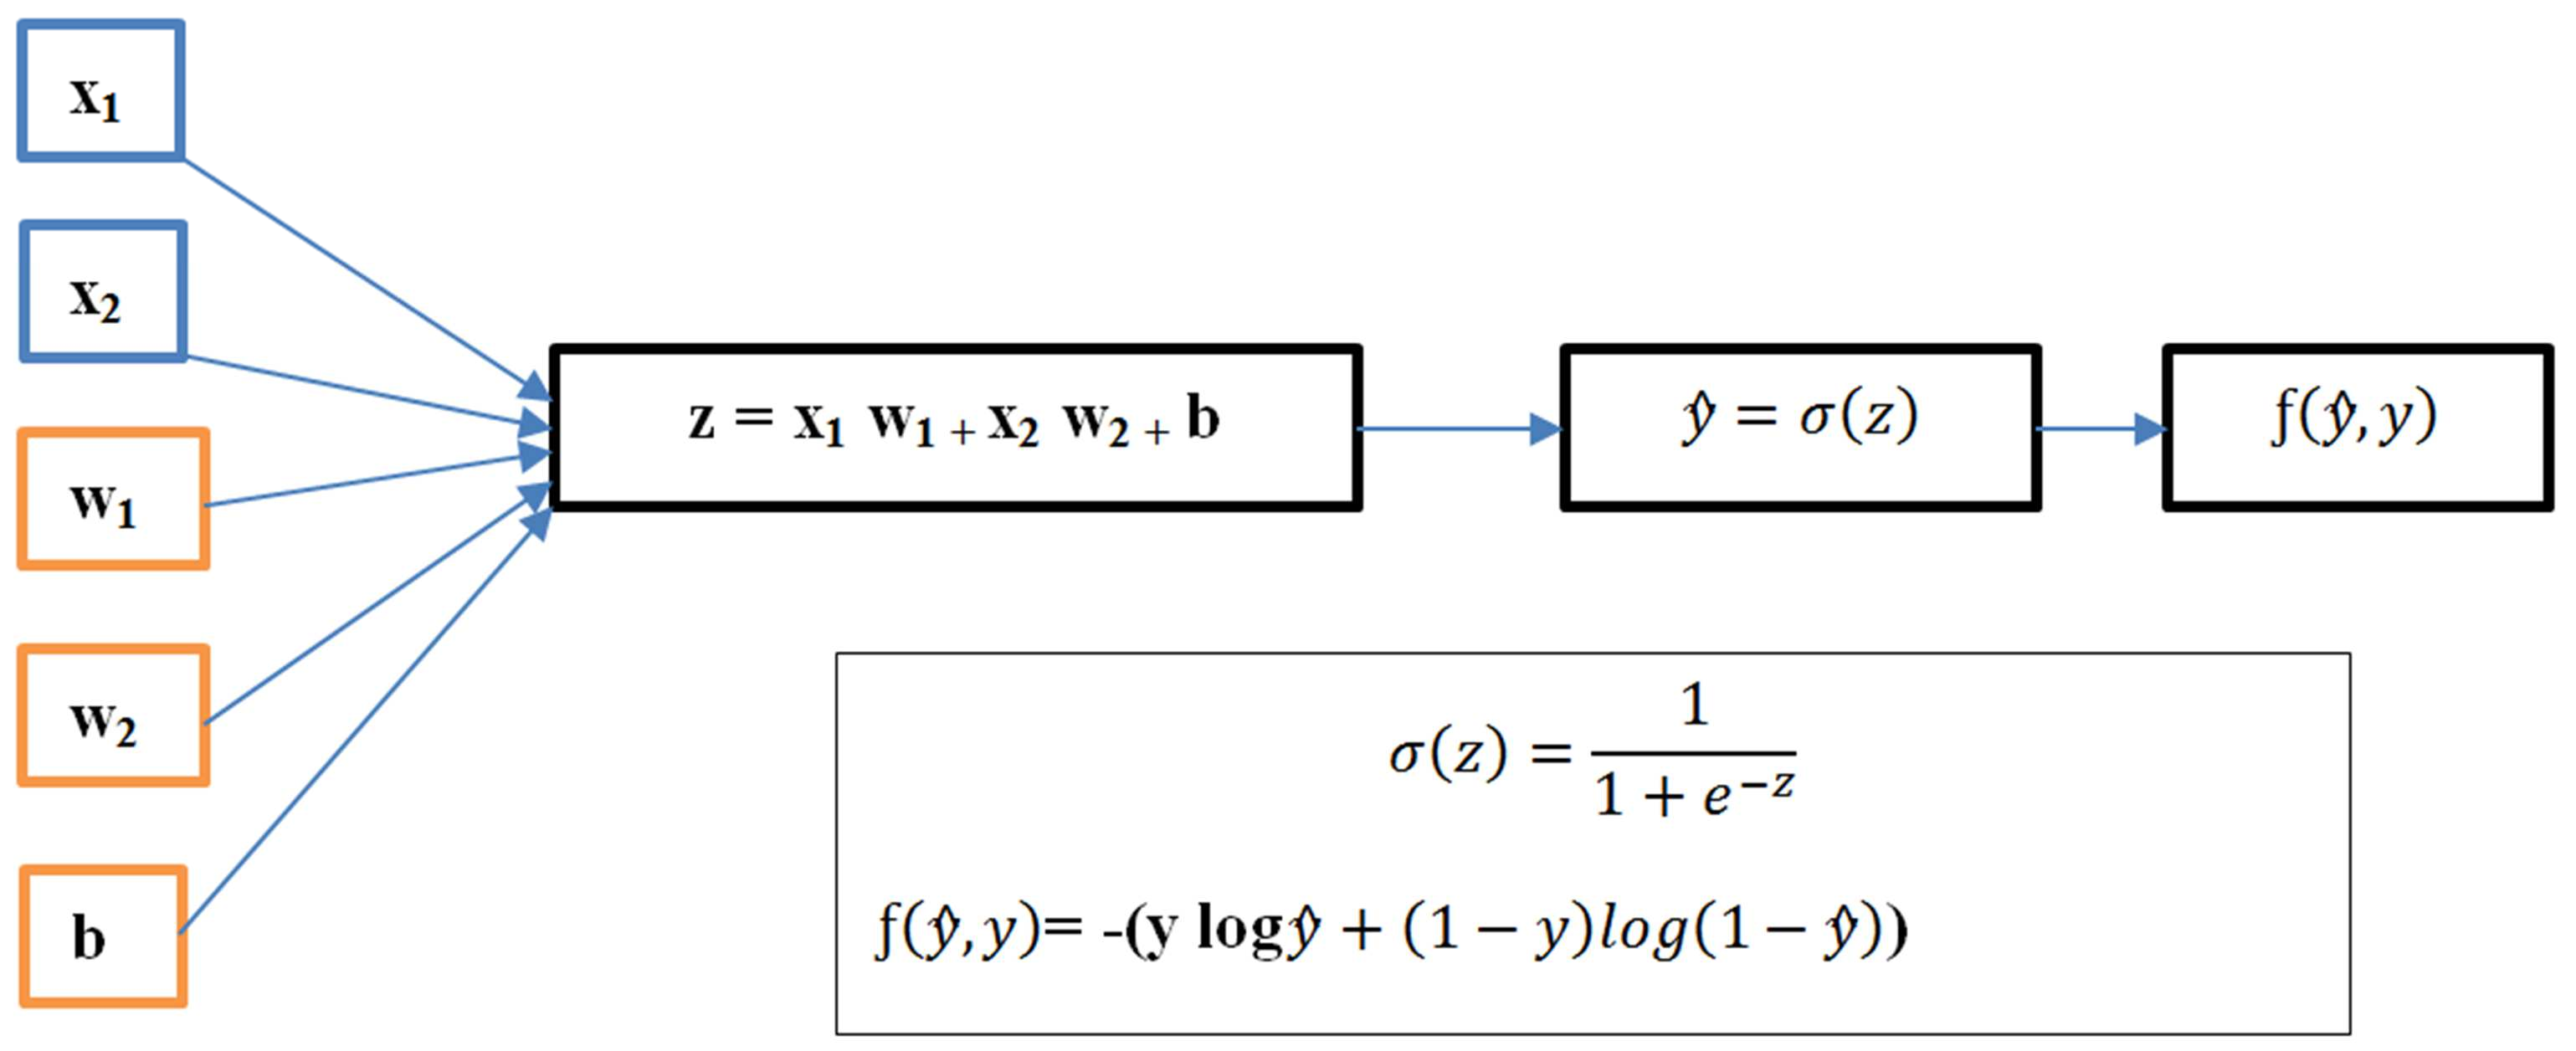 x₁
x₂
w₁
w₂
b
z = x₁ w₁ + x₂ w₂ + b
ŷ = σ(z)
f(ŷ, y)
σ(z) = 1 / 1 + e⁻ᶻ
f(ŷ, y)= -(y logŷ + (1 − y)log(1 − ŷ))